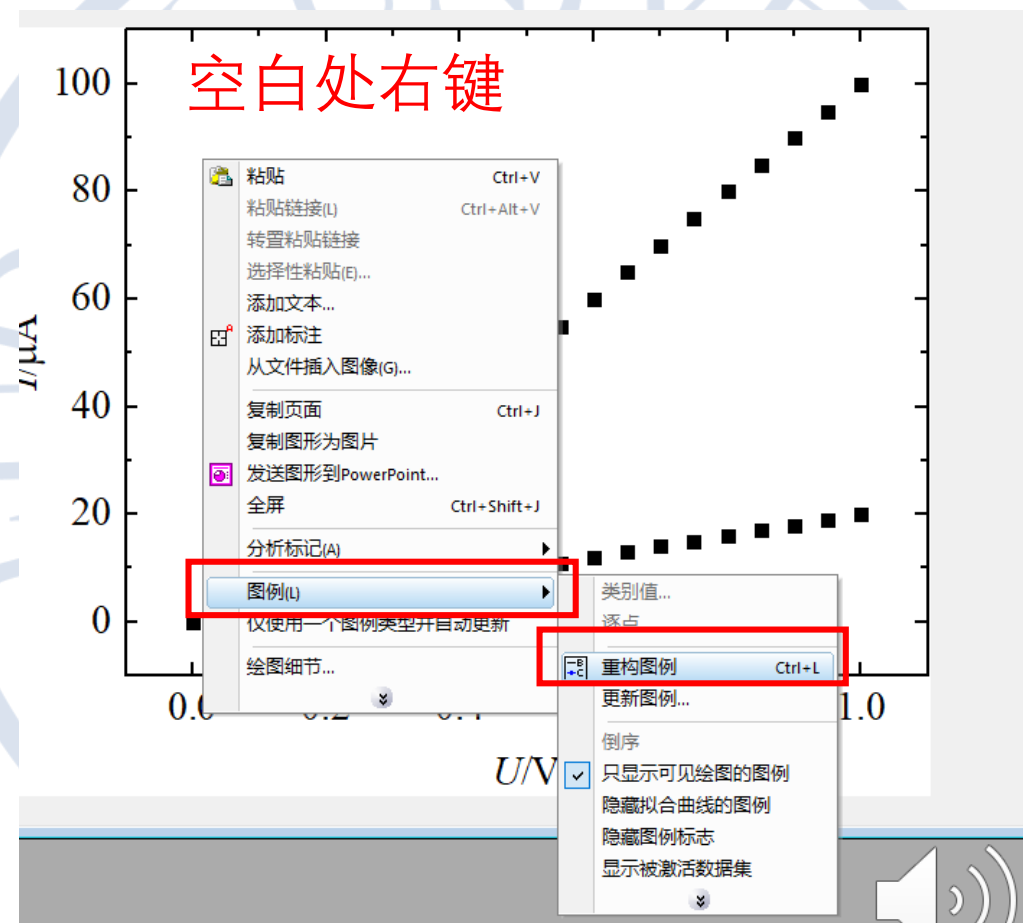 空白处右键
100
80
60
40
20
0
I/μA
粘贴 Ctrl+V
粘贴链接(L) Ctrl+Alt+V
转置粘贴链接
选择性粘贴(E)...
添加文本...
添加标注
从文件插入图像(G)...
复制页面 Ctrl+J
复制图形为图片
发送图形到PowerPoint...
全屏 Ctrl+Shift+J
分析标记(A)
图例(L)
仅使用一个图例类型并自动更新
绘图细节...
类别值...
逐点
重构图例 Ctrl+L
更新图例...
倒序
只显示可见绘图的图例
隐藏拟合曲线的图例
隐藏图例标志
显示被激活数据集
1.0
U/V